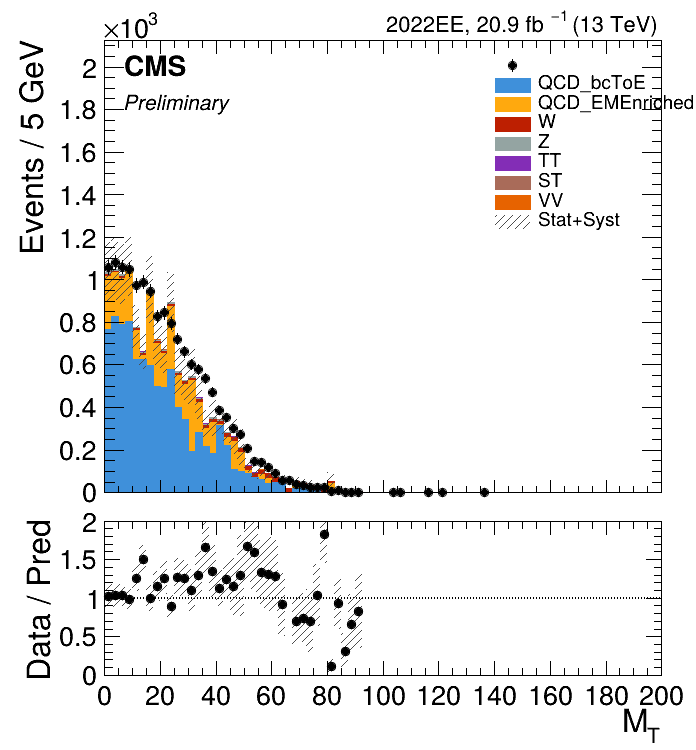 ×10³
2022EE, 20.9 fb ⁻¹ (13 TeV)
Events / 5 GeV
2
1.8
1.6
1.4
1.2
1
0.8
0.6
0.4
0.2
0
CMS
Preliminary
QCD_bcToE
QCD_EMEnriched
W
Z
TT
ST
VV
Stat+Syst
Data / Pred
2
1.5
1
0.5
0
0 20 40 60 80 100 120 140 160 180 200
M_T